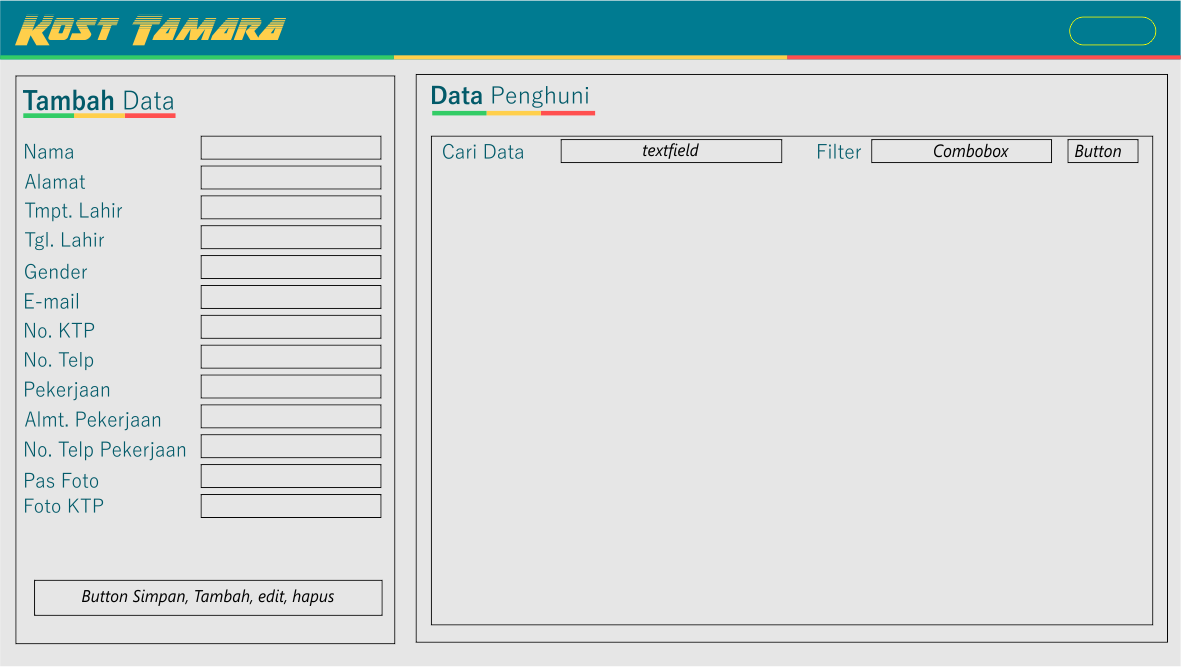 Kost Tamara
Tambah Data
Nama
Alamat
Tmpt. Lahir
Tgl. Lahir
Gender
E-mail
No. KTP
No. Telp
Pekerjaan
Almt. Pekerjaan
No. Telp Pekerjaan
Pas Foto
Foto KTP
Button Simpan, Tambah, edit, hapus
Data Penghuni
Cari Data textfield Filter Combobox Button